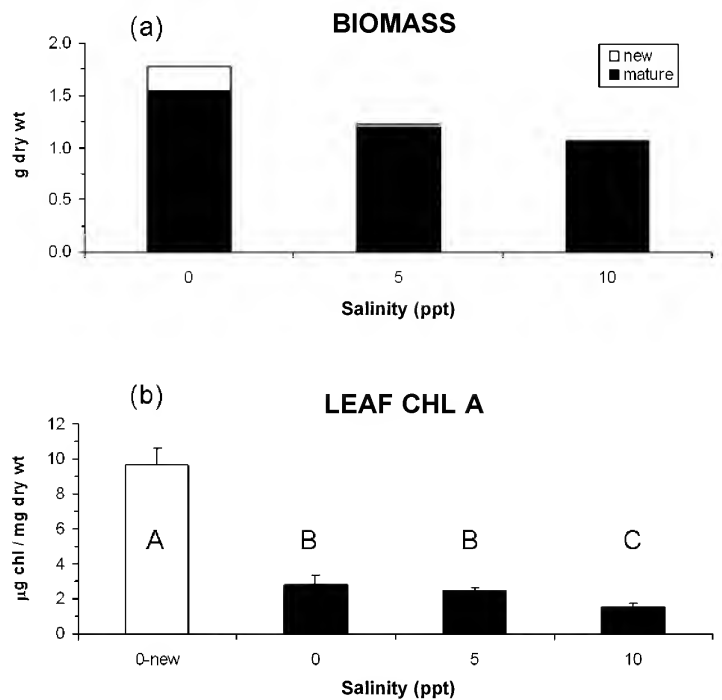 (a) BIOMASS
2.0
1.5
1.0
0.5
0.0
g dry wt
new
mature
0 5 10
Salinity (ppt)
(b) LEAF CHL A
12
10
8
6
4
2
0
µg chl / mg dry wt
A B B C
0-new 0 5 10
Salinity (ppt)